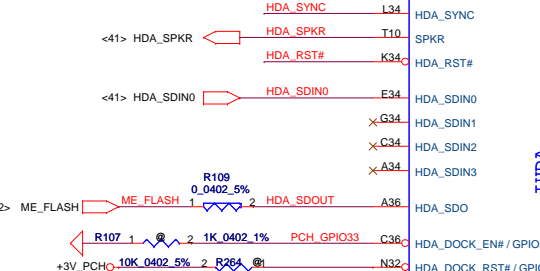 HDA_SYNC L34 HDA_SYNC
<41> HDA_SPKR HDA_SPKR T10 SPKR
HDA_RST# K34 HDA_RST#
<41> HDA_SDIN0 HDA_SDIN0 E34 HDA_SDIN0
G34 HDA_SDIN1
C34 HDA_SDIN2
A34 HDA_SDIN3
R109
0_0402_5%
2> ME_FLASH ME_FLASH 1 2 HDA_SDOUT A36 HDA_SDO
R107 1 @ 2 1K_0402_1% PCH_GPIO33 C36 HDA_DOCK_EN# / GPIO3
+3V_PCH 10K_0402_5% 2 R264 @1 N32 HDA_DOCK_RST# / GPIO